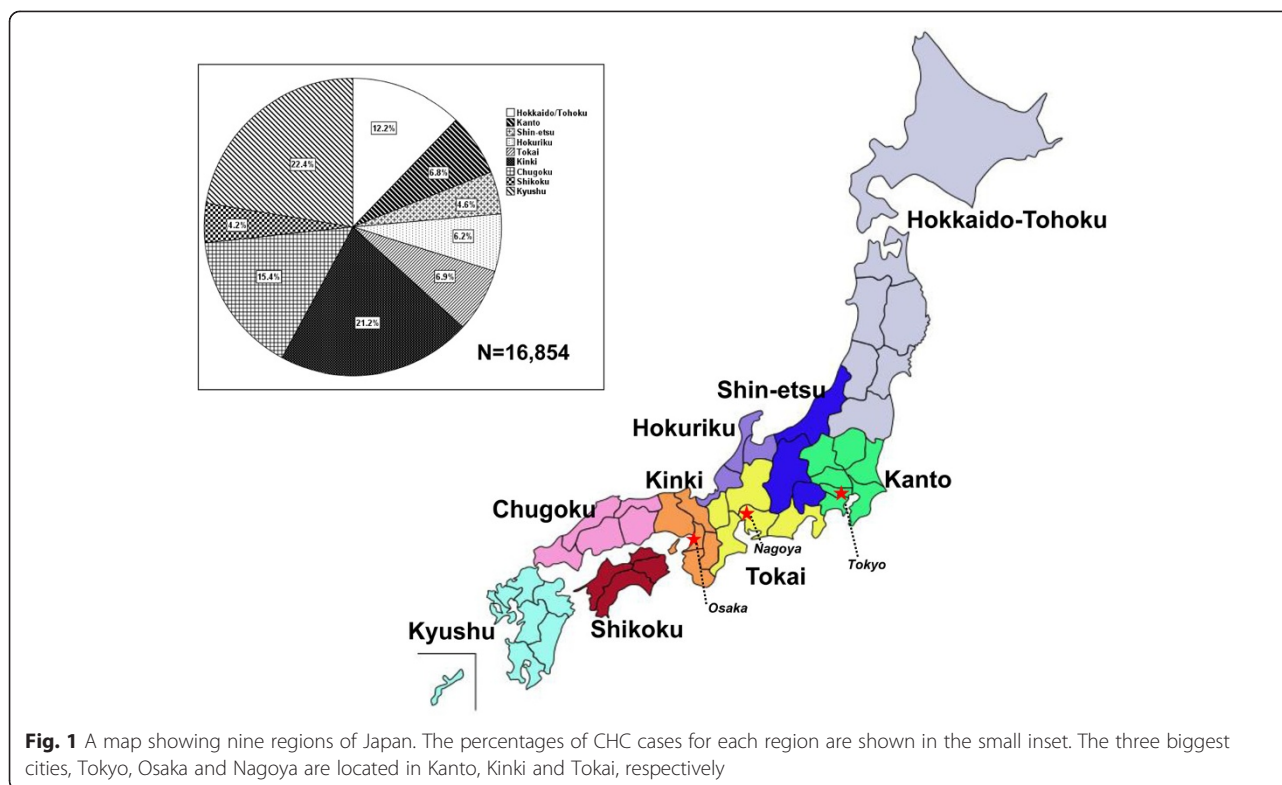 12.2%
6.8%
4.6%
6.2%
6.9%
21.2%
15.4%
4.2%
22.4%
Hokkaido/Tohoku
Kanto
Shin-etsu
Hokuriku
Tokai
Kinki
Chugoku
Shikoku
Kyushu
N=16,854
Hokkaido-Tohoku
Shin-etsu
Hokuriku
Kinki
Kanto
Chugoku
Nagoya
Tokyo
Tokai
Osaka
Shikoku
Kyushu
Fig. 1 A map showing nine regions of Japan. The percentages of CHC cases for each region are shown in the small inset. The three biggest
cities, Tokyo, Osaka and Nagoya are located in Kanto, Kinki and Tokai, respectively